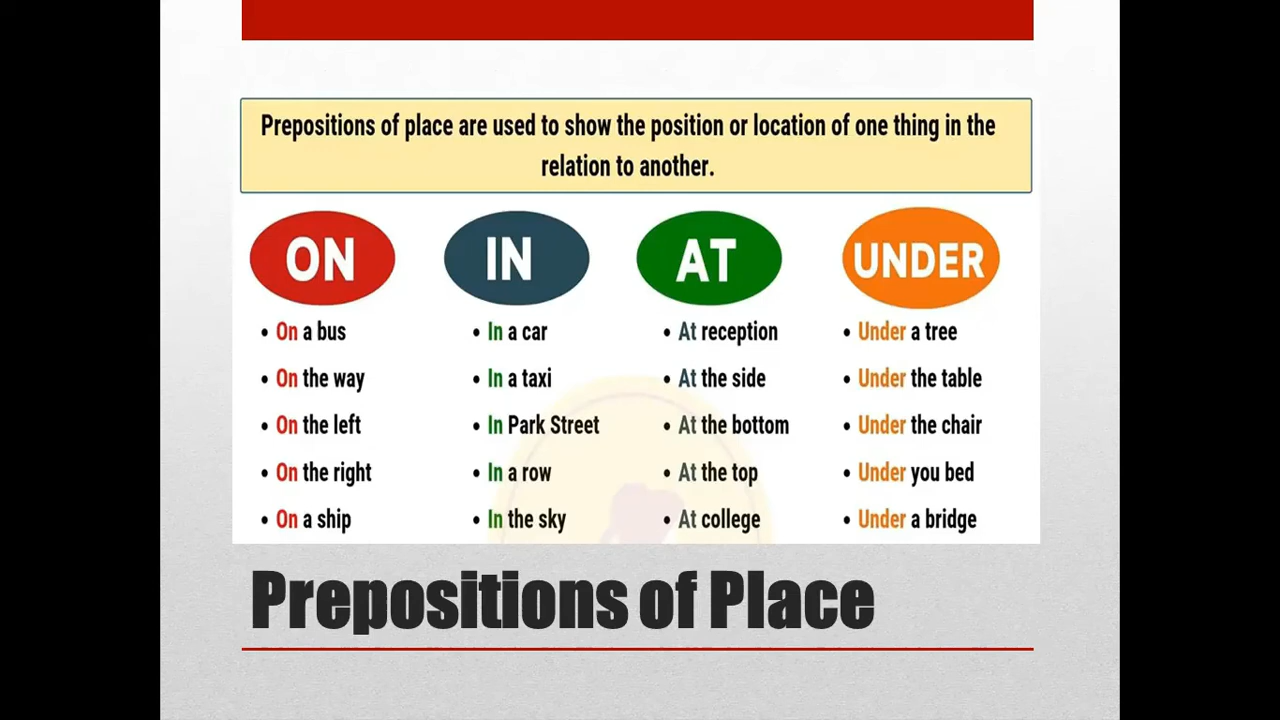 Prepositions of place are used to show the position or location of one thing in the
relation to another.
ON
IN
AT
UNDER
• On a bus
• On the way
• On the left
• On the right
• On a ship
• In a car
• In a taxi
• In Park Street
• In a row
• In the sky
• At reception
• At the side
• At the bottom
• At the top
• At college
• Under a tree
• Under the table
• Under the chair
• Under you bed
• Under a bridge
Prepositions of Place